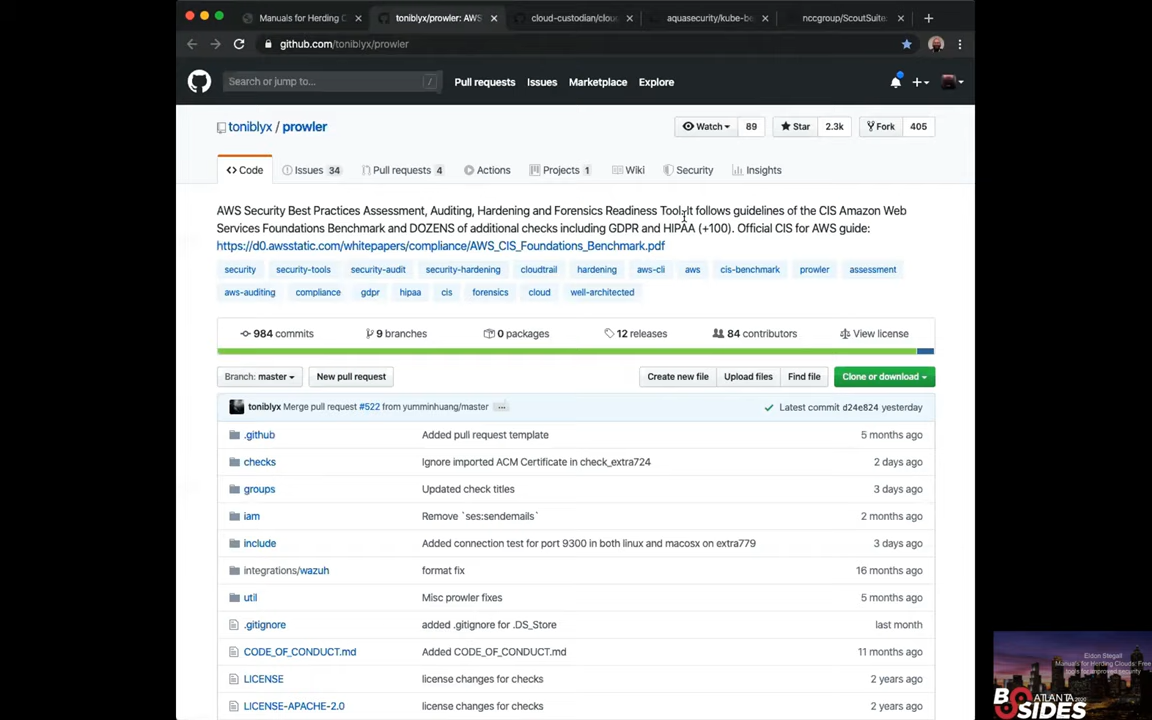 Manuals for Herding C
toniblyx/prowler: AWS
cloud-custodian/clou
aquasecurity/kube-be
nccgroup/ScoutSuite:
github.com/toniblyx/prowler
Search or jump to...
/
Pull requests
Issues
Marketplace
Explore
toniblyx / prowler
Watch
89
Star
2.3k
Fork
405
Code
Issues 34
Pull requests 4
Actions
Projects 1
Wiki
Security
Insights
AWS Security Best Practices Assessment, Auditing, Hardening and Forensics Readiness Tool. It follows guidelines of the CIS Amazon Web
Services Foundations Benchmark and DOZENS of additional checks including GDPR and HIPAA (+100). Official CIS for AWS guide:
https://d0.awsstatic.com/whitepapers/compliance/AWS_CIS_Foundations_Benchmark.pdf
security security-tools security-audit security-hardening cloudtrail hardening aws-cli aws cis-benchmark prowler assessment
aws-auditing compliance gdpr hipaa cis forensics cloud well-architected
984 commits
9 branches
0 packages
12 releases
84 contributors
View license
Branch: master
New pull request
Create new file
Upload files
Find file
Clone or download
toniblyx Merge pull request #522 from yumminhuang/master ...
Latest commit d24e824 yesterday
.github Added pull request template 5 months ago
checks Ignore imported ACM Certificate in check_extra724 2 days ago
groups Updated check titles 3 days ago
iam Remove `ses:sendemails` 2 months ago
include Added connection test for port 9300 in both linux and macosx on extra779 3 days ago
integrations/wazuh format fix 16 months ago
util Misc prowler fixes 5 months ago
.gitignore added .gitignore for .DS_Store last month
CODE_OF_CONDUCT.md Added CODE_OF_CONDUCT.md 11 months ago
LICENSE license changes for checks 2 years ago
LICENSE-APACHE-2.0 license changes for checks 2 years ago
Eldon Stegall
Manuals for Herding Clouds: Free
tools for improved security
BSIDES
ATLANTA
2020